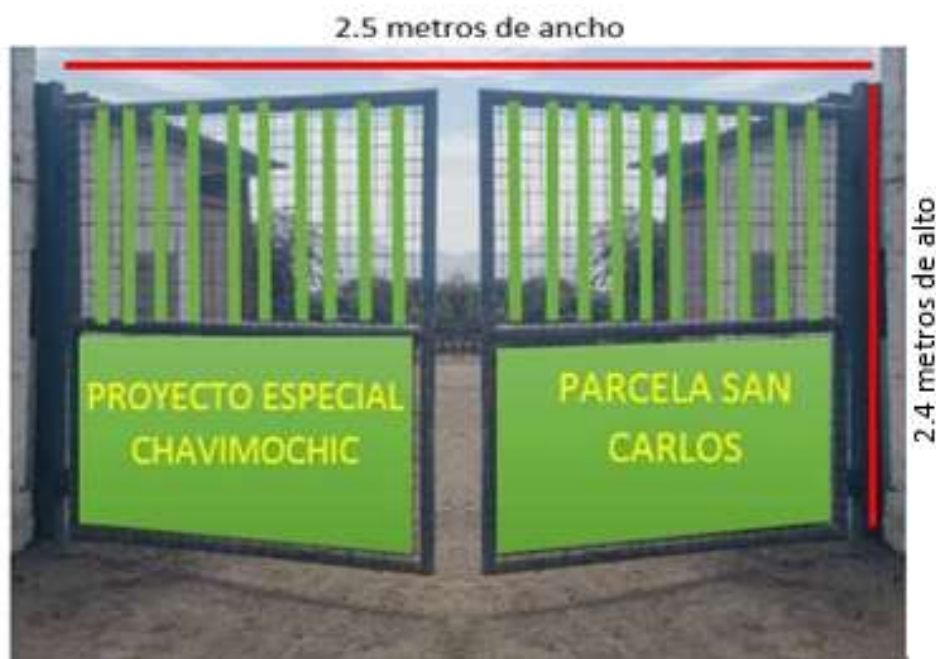 2.5 metros de ancho
2.4 metros de alto
PROYECTO ESPECIAL
CHAVIMOCHIC
PARCELA SAN
CARLOS